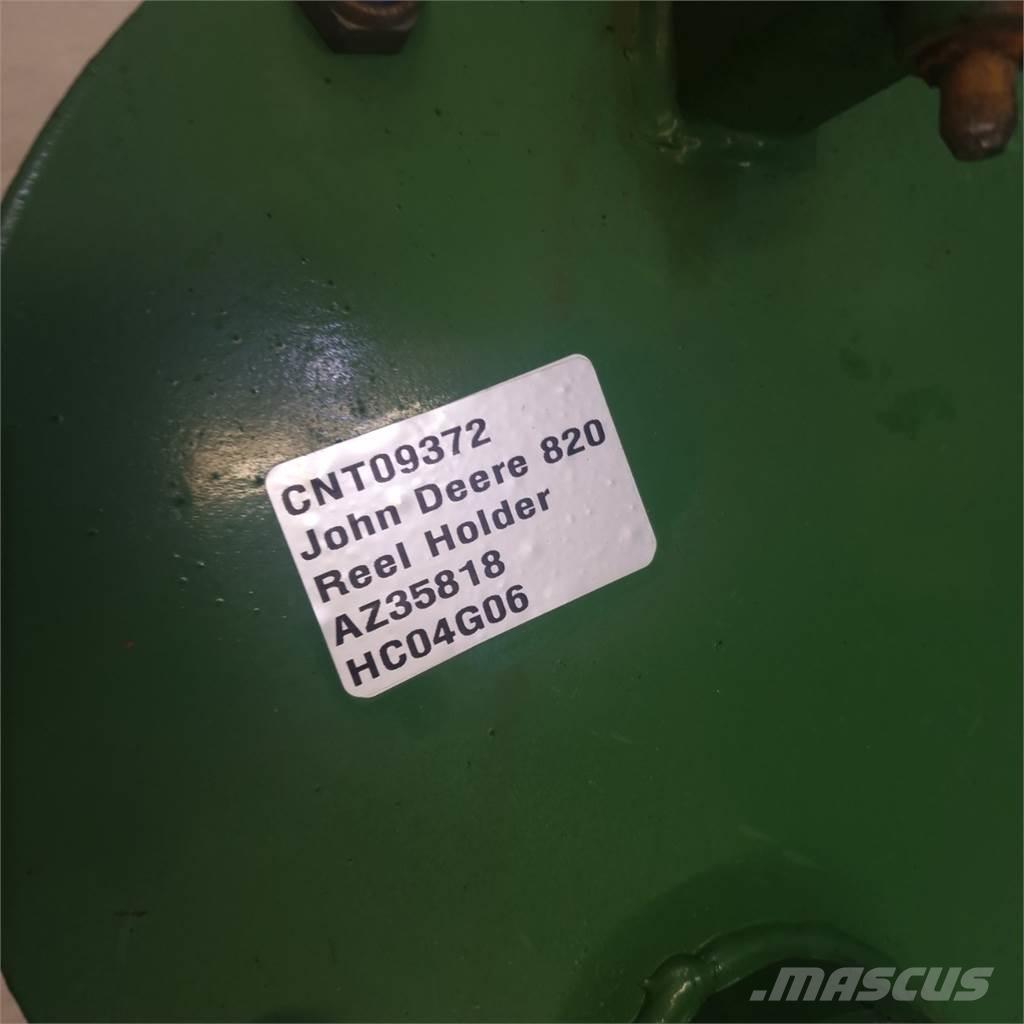 CNT09372
John Deere 820
Reel Holder
AZ35818
HC04G06
.MASCUS